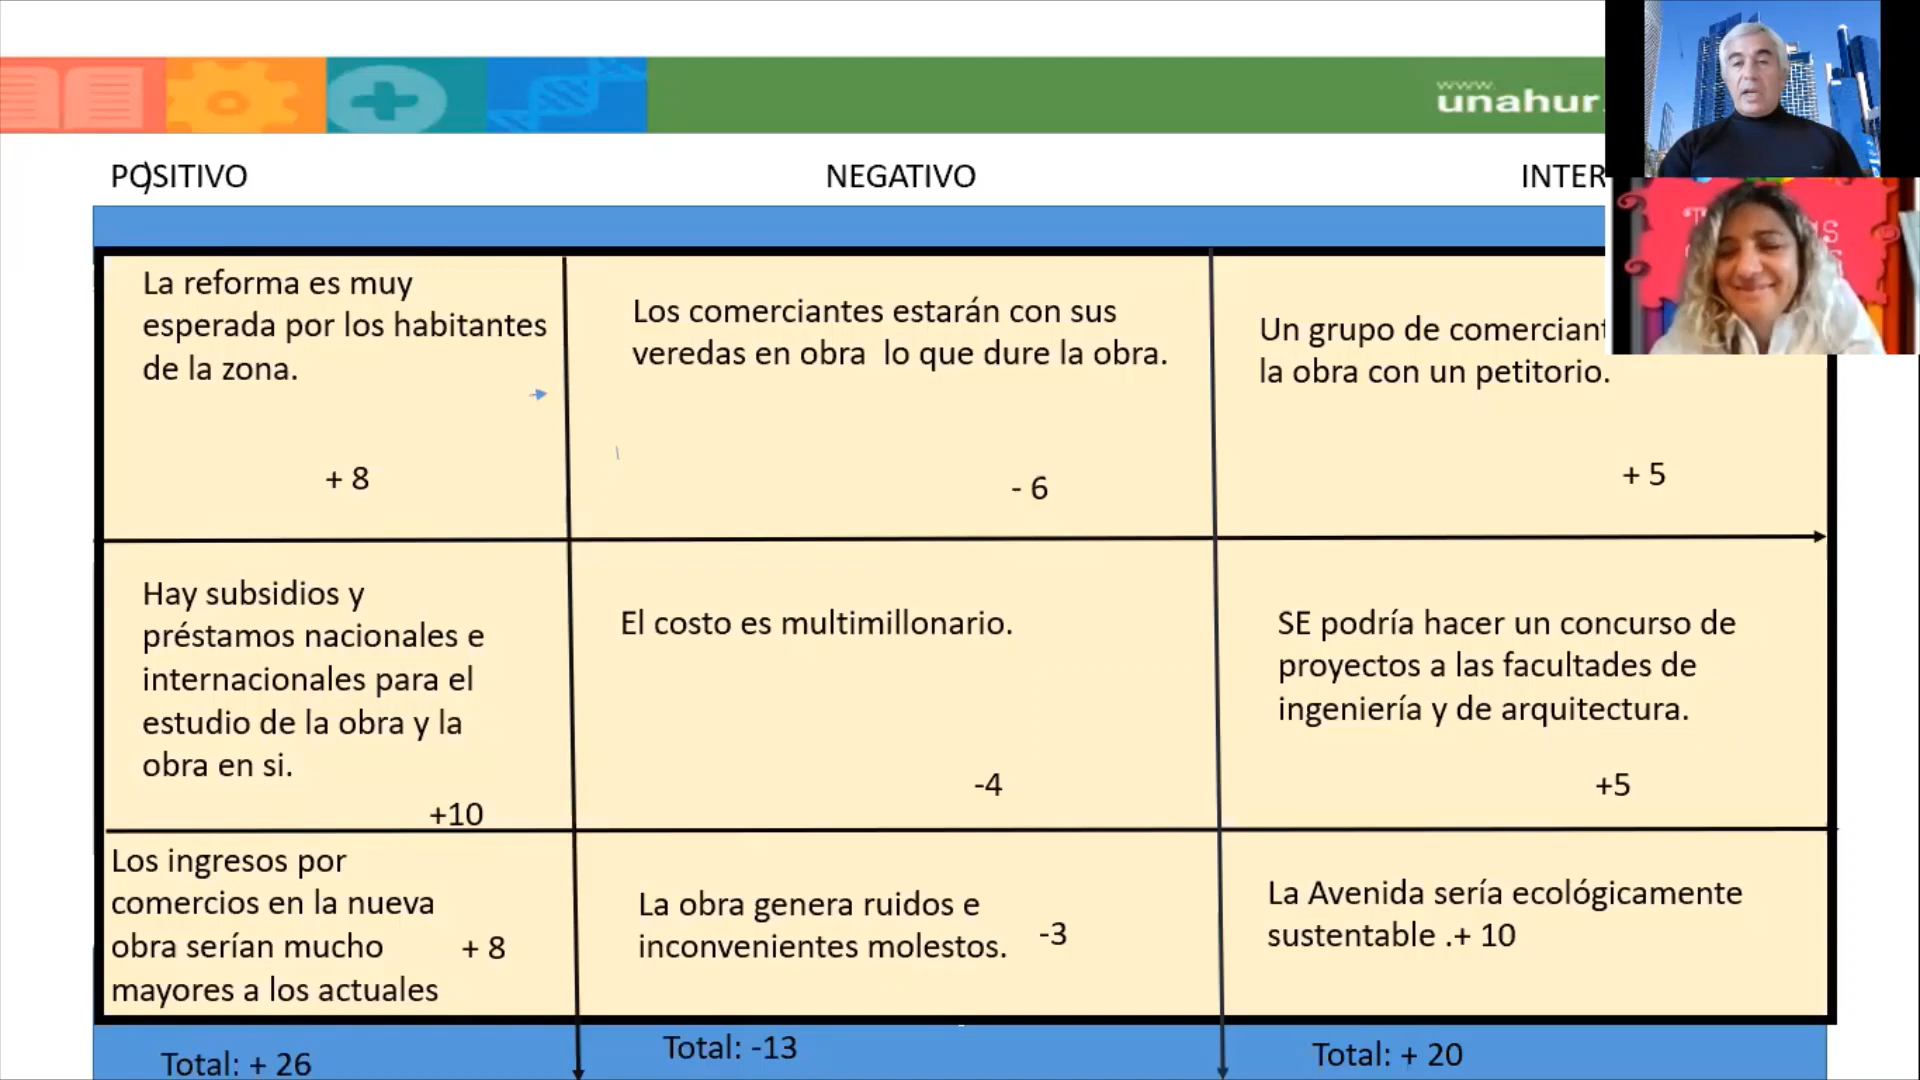 www.
unahur.
POSITIVO
NEGATIVO
INTER
La reforma es muy
esperada por los habitantes
de la zona.
+ 8
Los comerciantes estarán con sus
veredas en obra lo que dure la obra.
- 6
Un grupo de comerciant
la obra con un petitorio.
+ 5
Hay subsidios y
préstamos nacionales e
internacionales para el
estudio de la obra y la
obra en si.
+10
El costo es multimillonario.
-4
SE podría hacer un concurso de
proyectos a las facultades de
ingeniería y de arquitectura.
+5
Los ingresos por
comercios en la nueva
obra serían mucho
mayores a los actuales
+ 8
La obra genera ruidos e
inconvenientes molestos.
-3
La Avenida sería ecológicamente
sustentable .+ 10
Total: + 26
Total: -13
Total: + 20